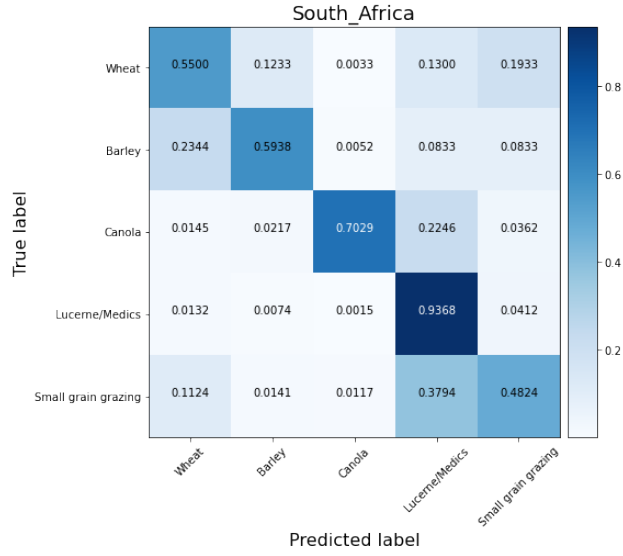 South_Africa
True label
Wheat 0.5500 0.1233 0.0033 0.1300 0.1933
Barley 0.2344 0.5938 0.0052 0.0833 0.0833
Canola 0.0145 0.0217 0.7029 0.2246 0.0362
Lucerne/Medics 0.0132 0.0074 0.0015 0.9368 0.0412
Small grain grazing 0.1124 0.0141 0.0117 0.3794 0.4824
Wheat Barley Canola Lucerne/Medics Small grain grazing
Predicted label
0.8
0.6
0.4
0.2